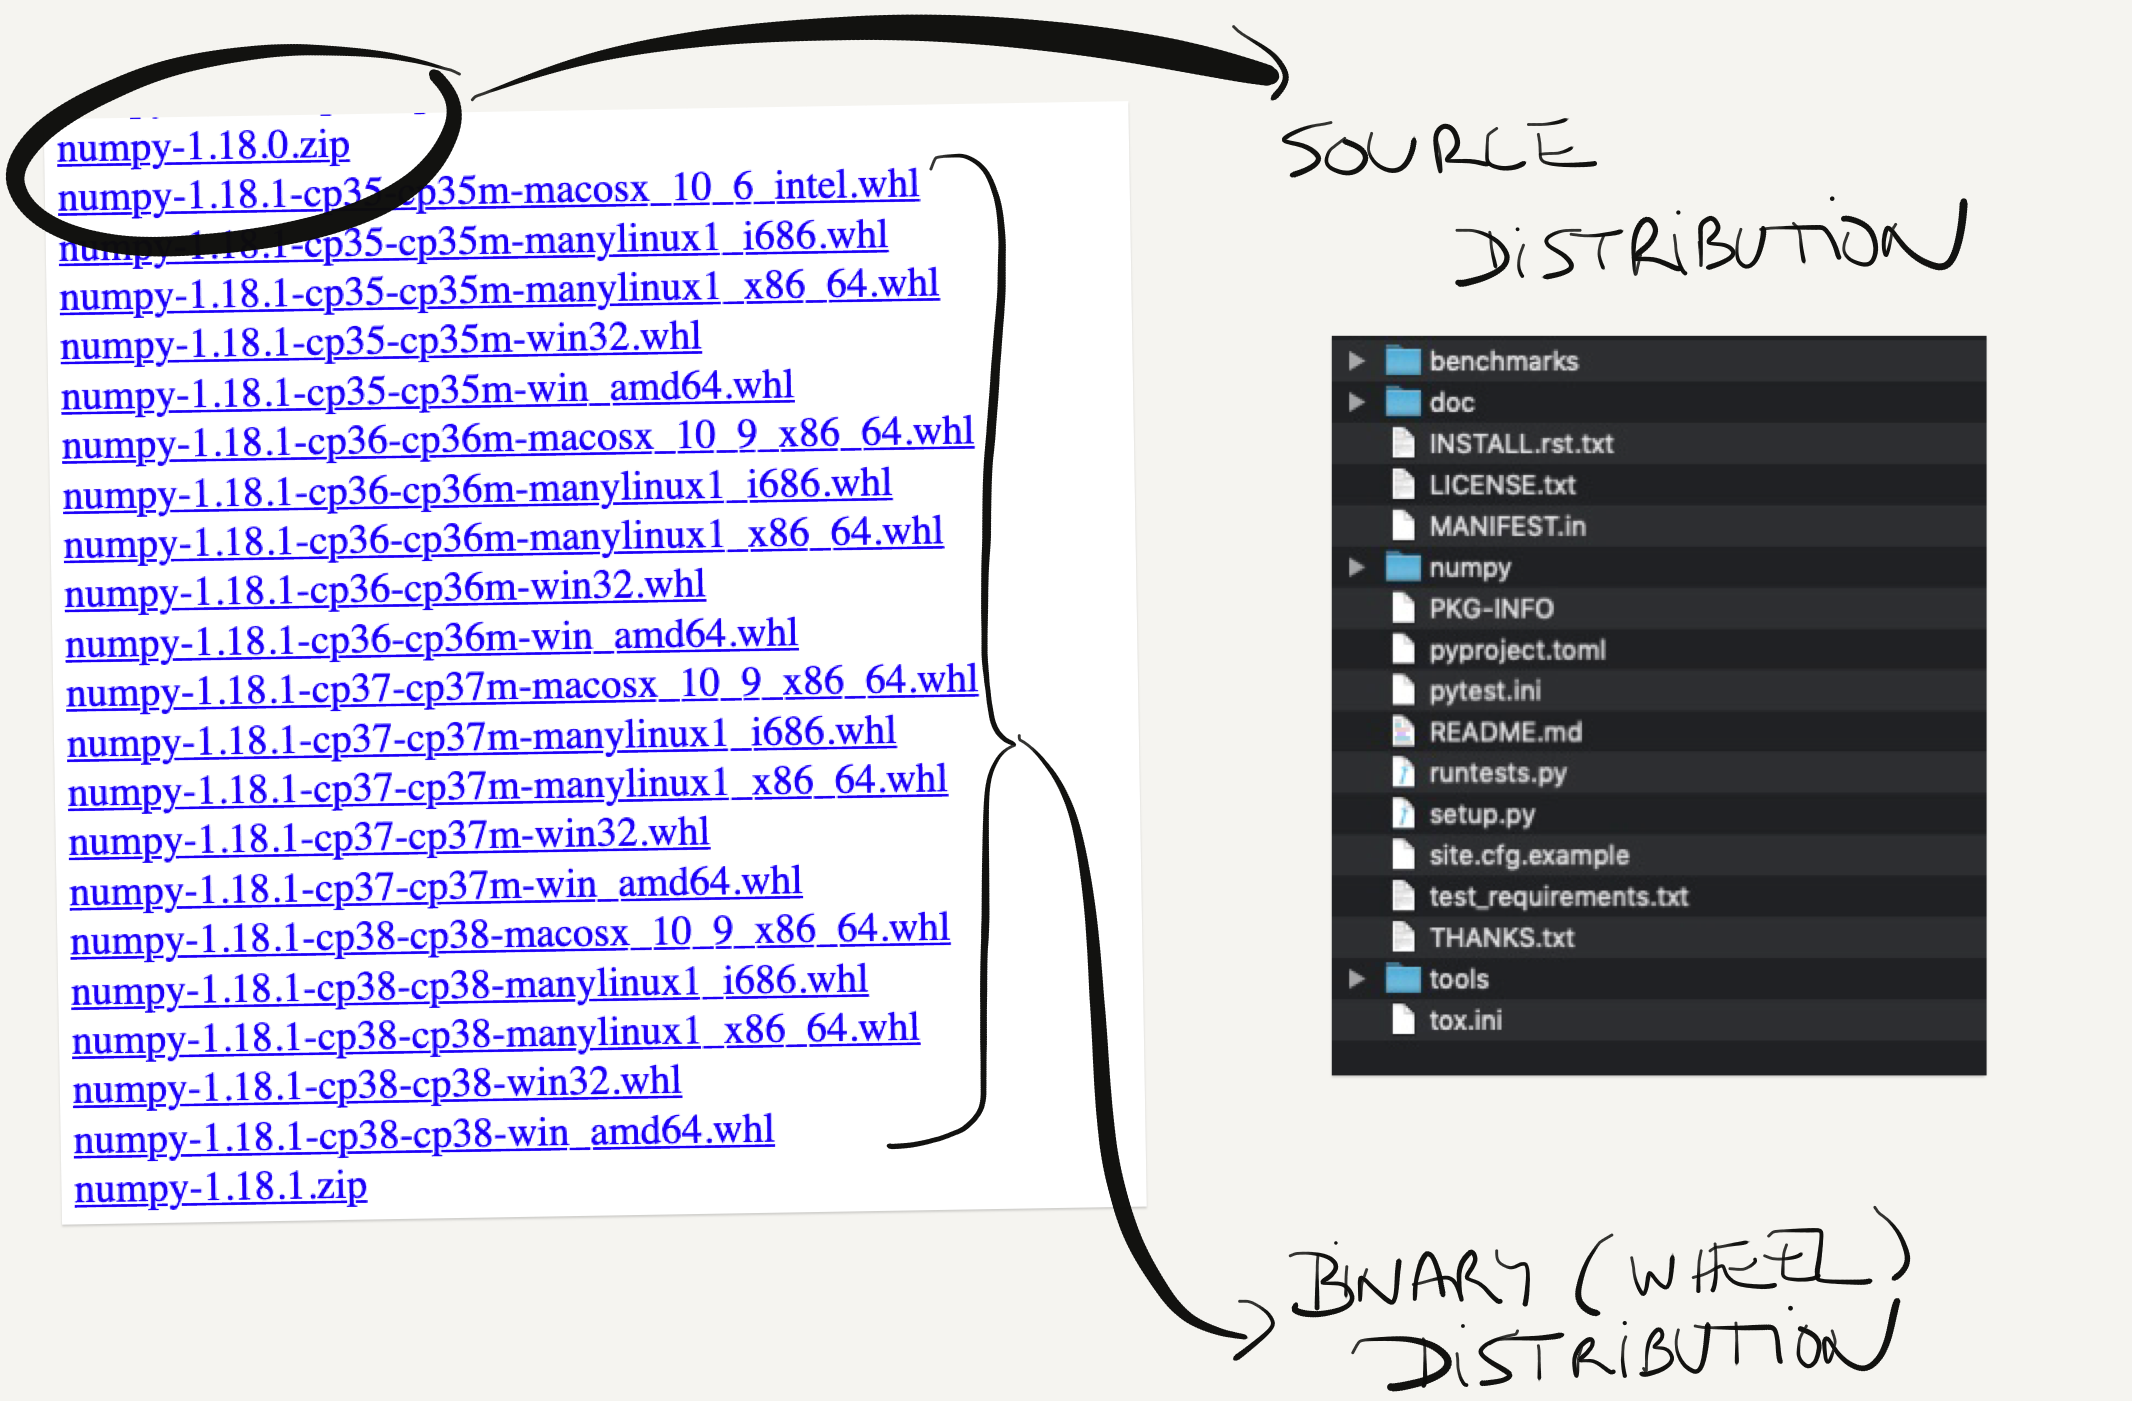 numpy-1.18.0.zip
numpy-1.18.1-cp35-cp35m-macosx_10_6_intel.whl
numpy-1.18.1-cp35-cp35m-manylinux1_i686.whl
numpy-1.18.1-cp35-cp35m-manylinux1_x86_64.whl
numpy-1.18.1-cp35-cp35m-win32.whl
numpy-1.18.1-cp35-cp35m-win_amd64.whl
numpy-1.18.1-cp36-cp36m-macosx_10_9_x86_64.whl
numpy-1.18.1-cp36-cp36m-manylinux1_i686.whl
numpy-1.18.1-cp36-cp36m-manylinux1_x86_64.whl
numpy-1.18.1-cp36-cp36m-win32.whl
numpy-1.18.1-cp36-cp36m-win_amd64.whl
numpy-1.18.1-cp37-cp37m-macosx_10_9_x86_64.whl
numpy-1.18.1-cp37-cp37m-manylinux1_i686.whl
numpy-1.18.1-cp37-cp37m-manylinux1_x86_64.whl
numpy-1.18.1-cp37-cp37m-win32.whl
numpy-1.18.1-cp37-cp37m-win_amd64.whl
numpy-1.18.1-cp38-cp38-macosx_10_9_x86_64.whl
numpy-1.18.1-cp38-cp38-manylinux1_i686.whl
numpy-1.18.1-cp38-cp38-manylinux1_x86_64.whl
numpy-1.18.1-cp38-cp38-win32.whl
numpy-1.18.1-cp38-cp38-win_amd64.whl
numpy-1.18.1.zip
SOURCE
DISTRIBUTION
benchmarks
doc
INSTALL.rst.txt
LICENSE.txt
MANIFEST.in
numpy
PKG-INFO
pyproject.toml
pytest.ini
README.md
runtests.py
setup.py
site.cfg.example
test_requirements.txt
THANKS.txt
tools
tox.ini
BINARY (WHEEL)
DISTRIBUTION